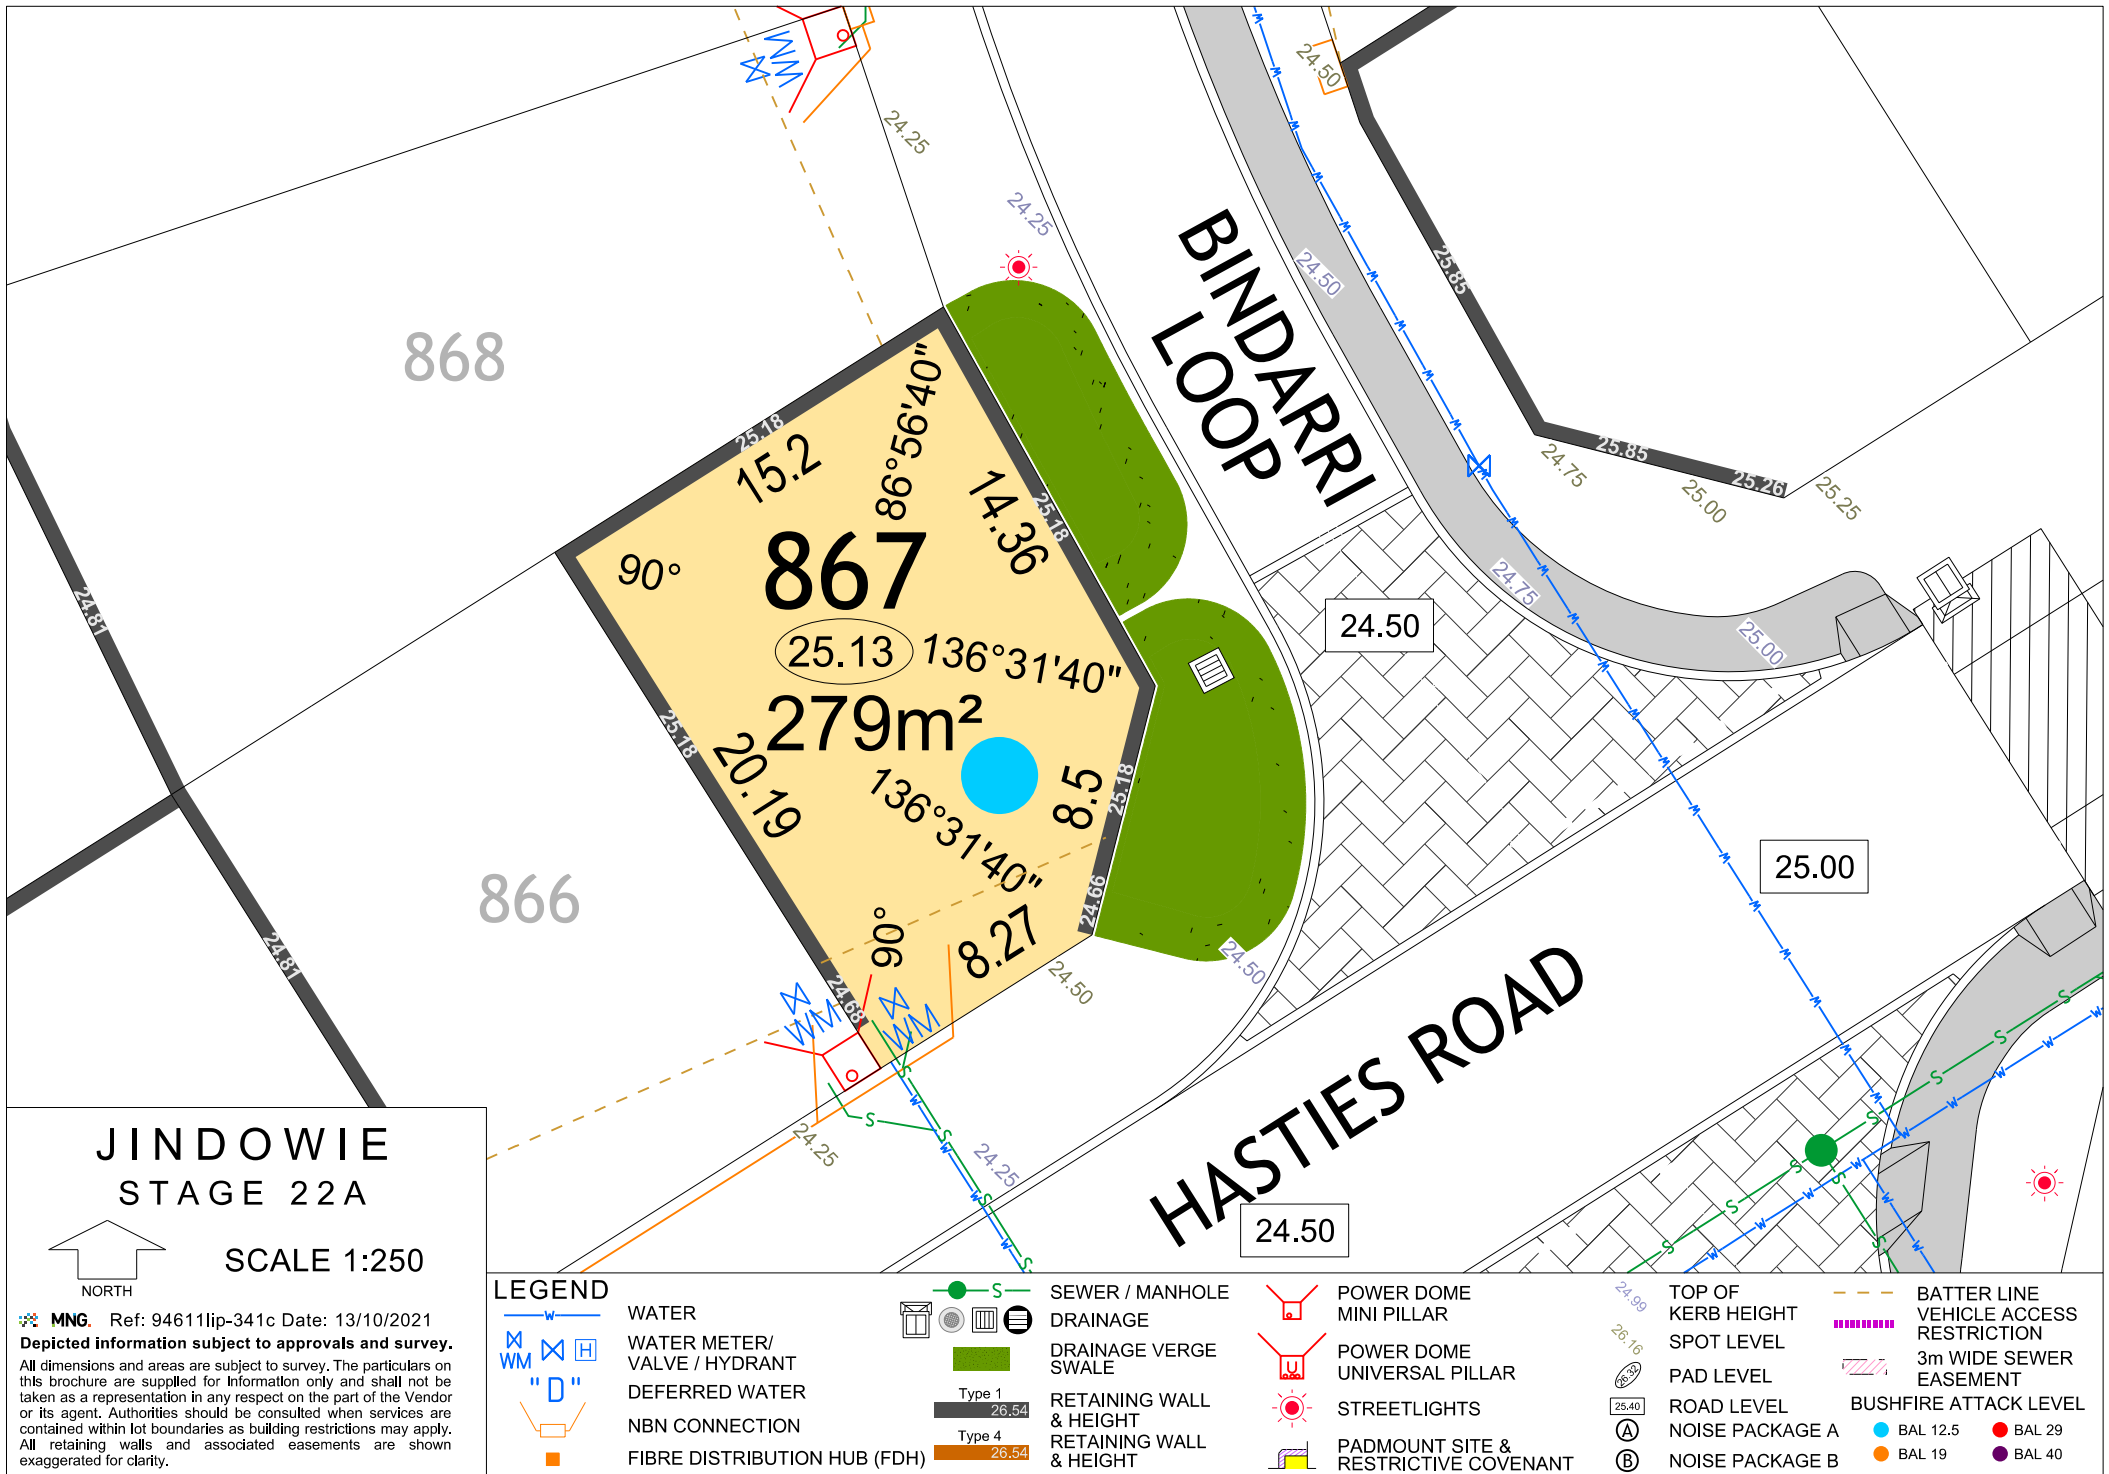 24.50
24.25
24.25
BINDARRI
LOOP
24.50
25.85
868
25.18
15.2
86°56'40"
14.36
25.18
25.85
25.26
24.75
25.00
25.25
90°
867
25.13
136°31'40"
279m²
24.81
25.18
20.19
136°31'40"
8.5
25.18
24.50
24.75
25.00
25.00
866
24.81
90°
8.27
24.66
24.68
24.50
24.50
WM
WM
WM
24.25
24.25
HASTIES ROAD
24.50
JINDOWIE
STAGE 22A
SCALE 1:250
NORTH
MNG. Ref: 94611lip-341c Date: 13/10/2021
Depicted information subject to approvals and survey.
All dimensions and areas are subject to survey. The particulars on
this brochure are supplied for information only and shall not be
taken as a representation in any respect on the part of the Vendor
or its agent. Authorities should be consulted when services are
contained within lot boundaries as building restrictions may apply.
All retaining walls and associated easements are shown
exaggerated for clarity.
LEGEND
W WATER
WM H WATER METER/
VALVE / HYDRANT
"D" DEFERRED WATER
NBN CONNECTION
FIBRE DISTRIBUTION HUB (FDH)
S SEWER / MANHOLE
DRAINAGE
DRAINAGE VERGE
SWALE
Type 1
26.54
RETAINING WALL
& HEIGHT
Type 4
26.54
RETAINING WALL
& HEIGHT
POWER DOME
MINI PILLAR
POWER DOME
UNIVERSAL PILLAR
U
STREETLIGHTS
PADMOUNT SITE &
RESTRICTIVE COVENANT
24.99 TOP OF
KERB HEIGHT
26.16 SPOT LEVEL
26.32 PAD LEVEL
25.40 ROAD LEVEL
A NOISE PACKAGE A
B NOISE PACKAGE B
BATTER LINE
VEHICLE ACCESS
RESTRICTION
3m WIDE SEWER
EASEMENT
BUSHFIRE ATTACK LEVEL
BAL 12.5
BAL 29
BAL 19
BAL 40